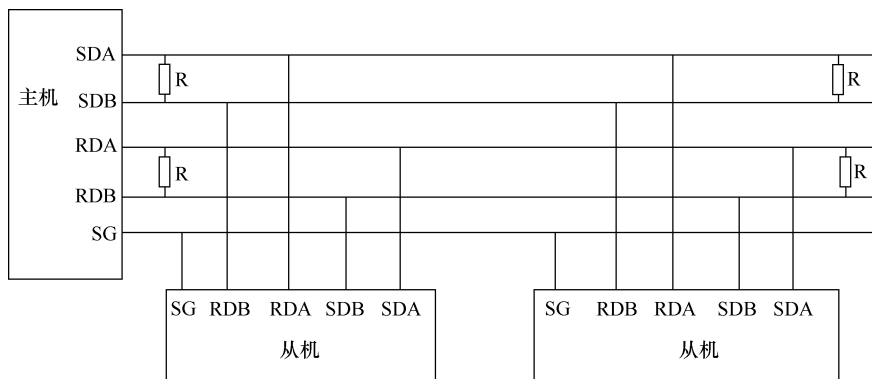 SDA
R
R
主机
SDB
RDA
R
R
RDB
SG
SG RDB RDA SDB SDA
SG RDB RDA SDB SDA
从机
从机